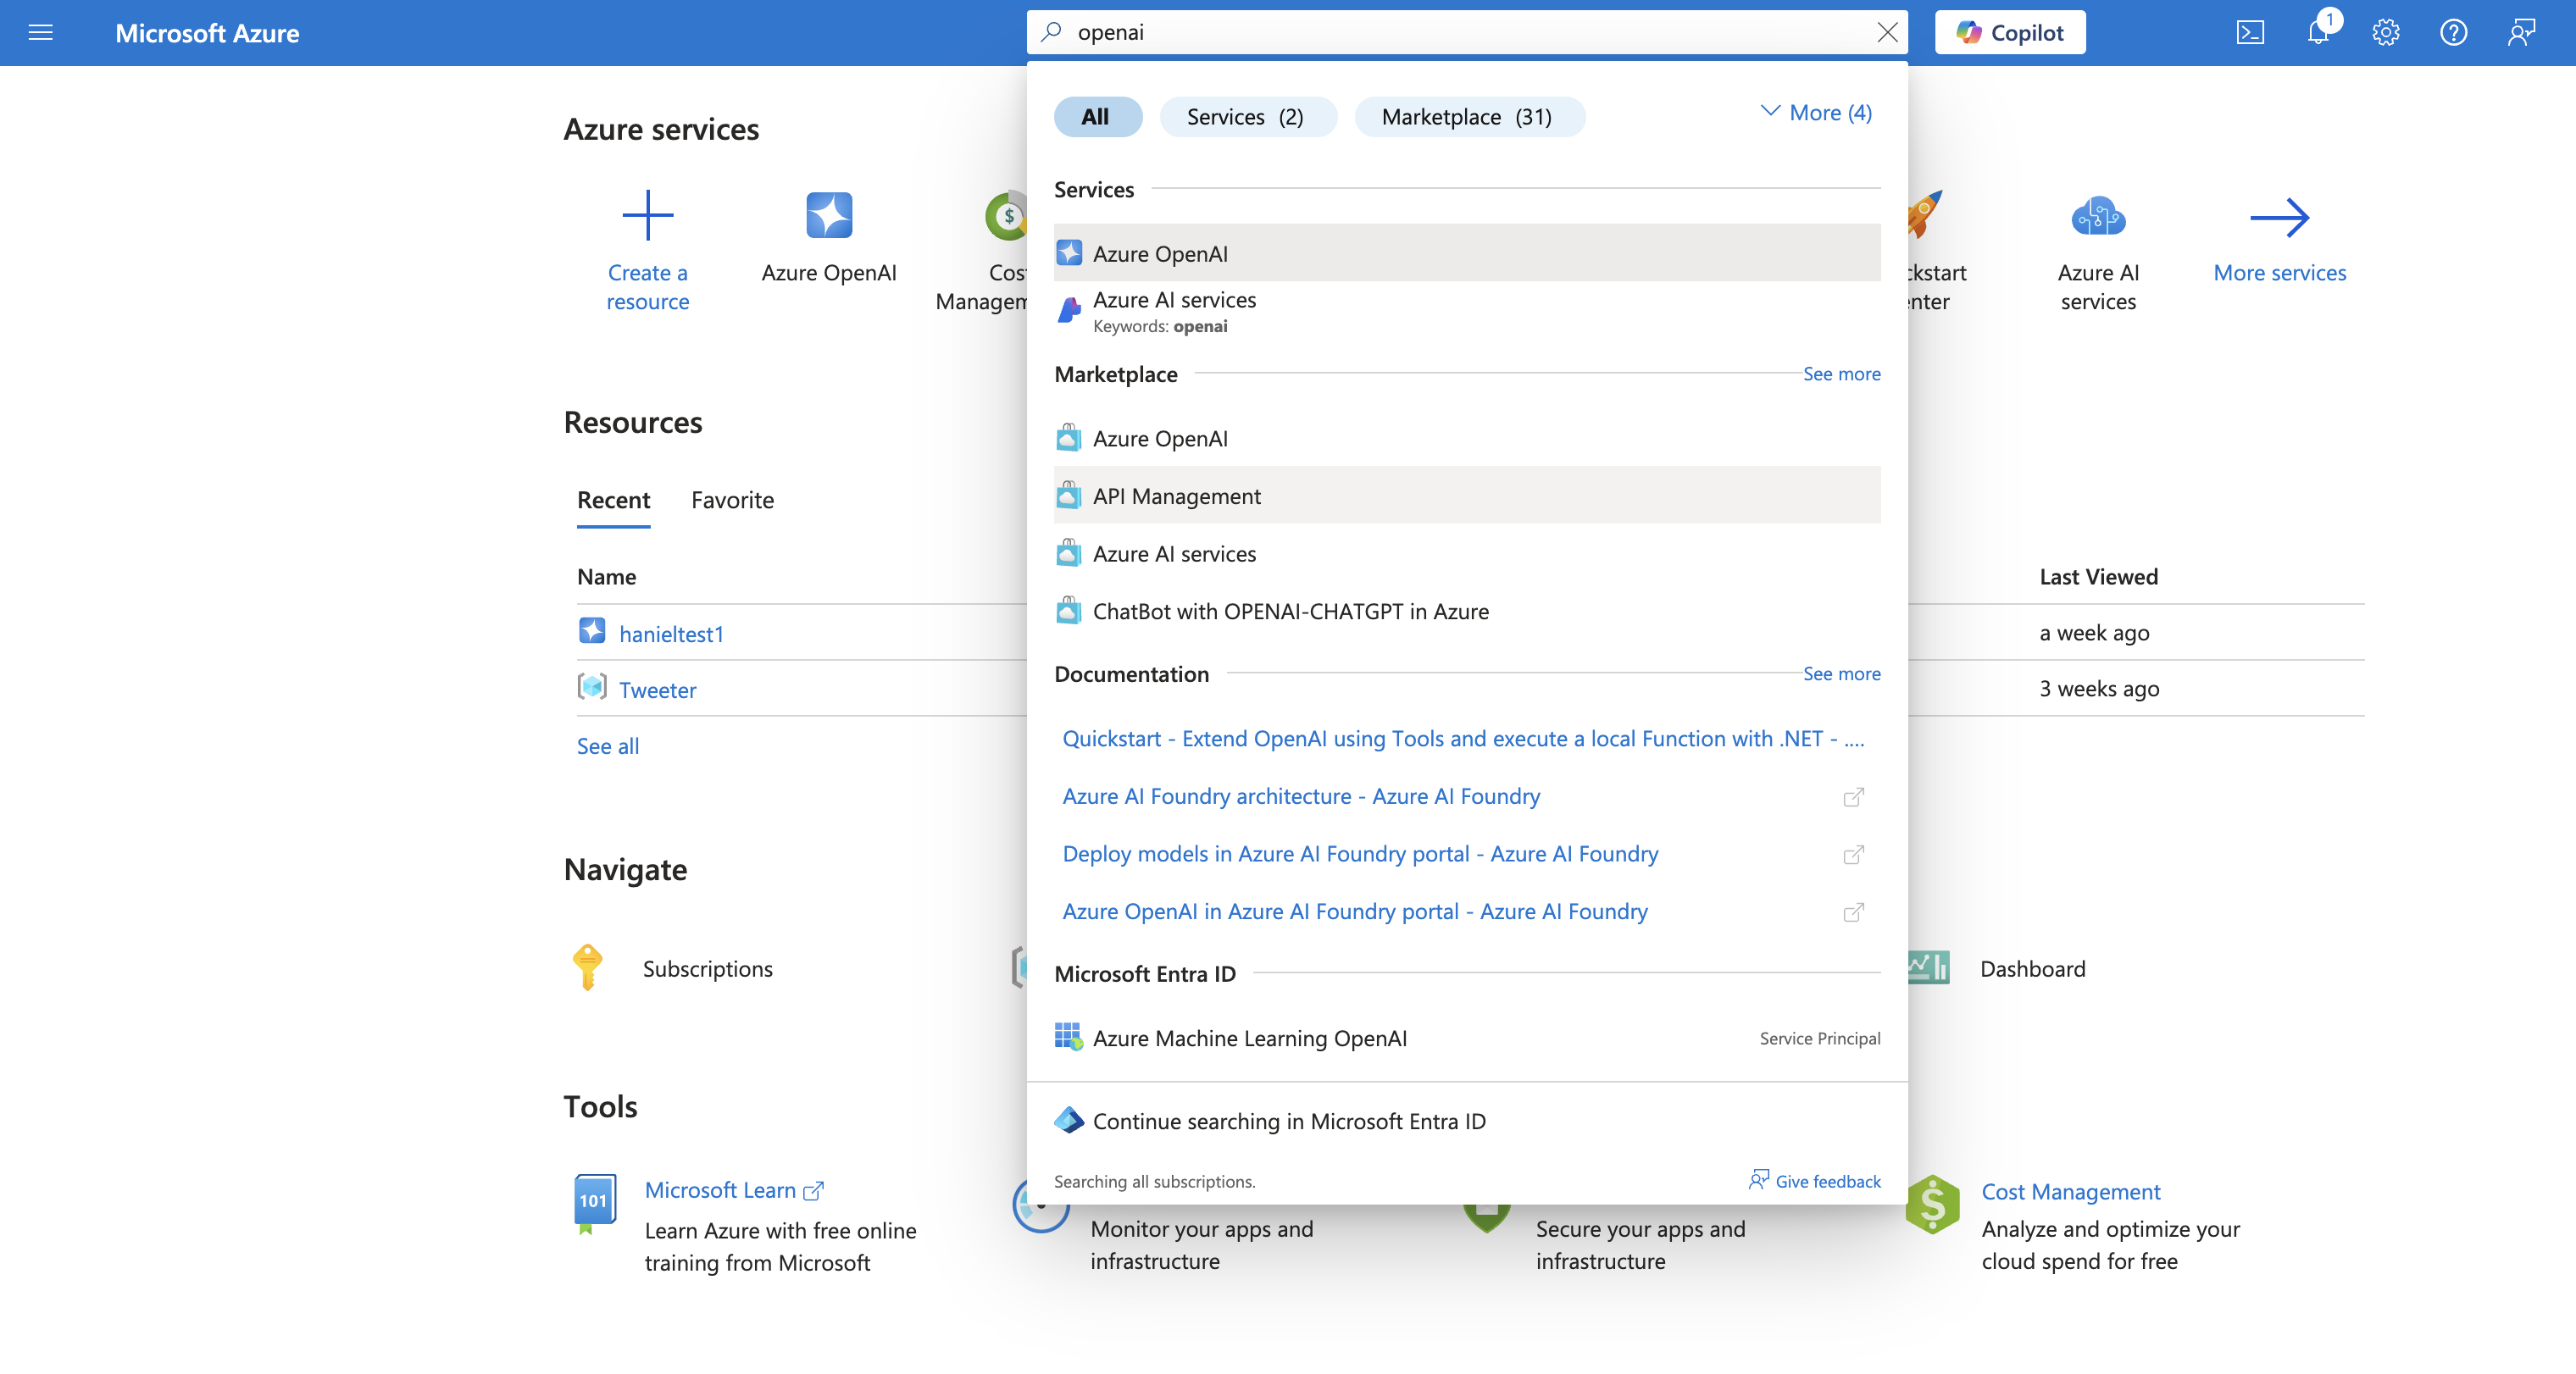 Microsoft Azure
openai
Copilot
1
All
Services (2)
Marketplace (31)
More (4)
Azure services
Create a
resource
Azure OpenAI
Azure AI
services
More services
Services
Azure OpenAI
Azure AI services
Keywords: openai
Marketplace
See more
Azure OpenAI
API Management
Azure AI services
ChatBot with OPENAI-CHATGPT in Azure
Documentation
See more
Quickstart - Extend OpenAI using Tools and execute a local Function with .NET - ....
Azure AI Foundry architecture - Azure AI Foundry
Deploy models in Azure AI Foundry portal - Azure AI Foundry
Azure OpenAI in Azure AI Foundry portal - Azure AI Foundry
Microsoft Entra ID
Azure Machine Learning OpenAI
Service Principal
Continue searching in Microsoft Entra ID
Searching all subscriptions.
Give feedback
Resources
Recent
Favorite
Name
Last Viewed
hanieltest1
a week ago
Tweeter
3 weeks ago
See all
Navigate
Subscriptions
Dashboard
Tools
101
Microsoft Learn
Learn Azure with free online
training from Microsoft
Monitor your apps and
infrastructure
Secure your apps and
infrastructure
Cost Management
Analyze and optimize your
cloud spend for free